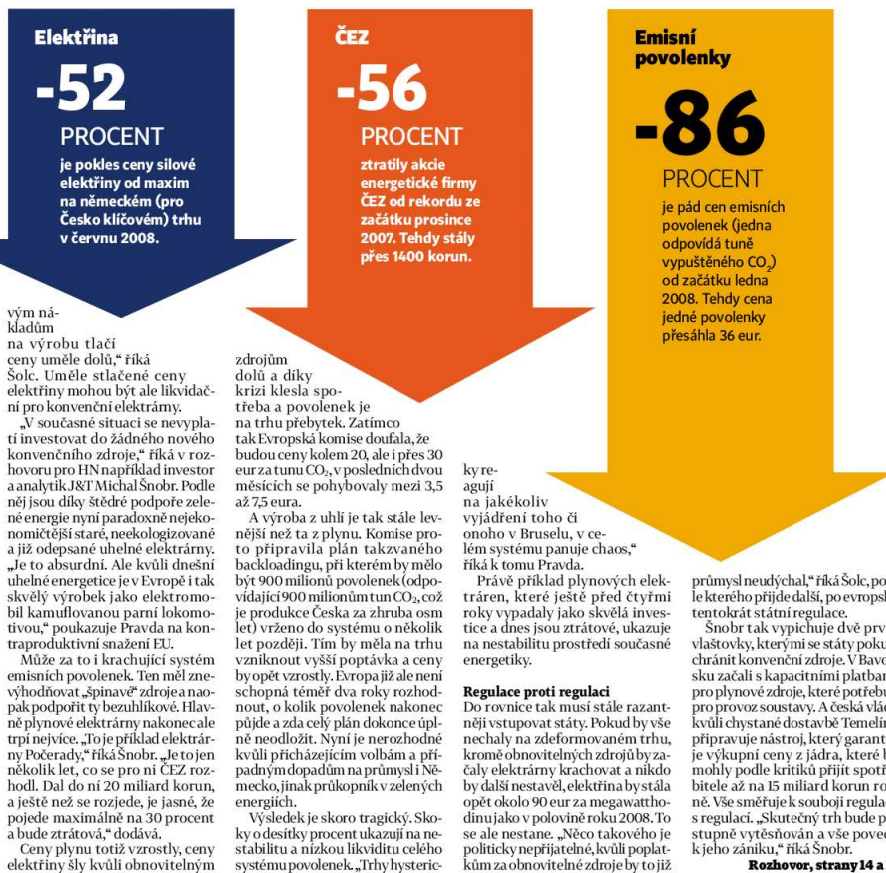 Elektřina
-52
PROCENT
je pokles ceny silové
elektřiny od maxim
na německém (pro
Česko klíčovém) trhu
v červnu 2008.
ČEZ
-56
PROCENT
ztratily akcie
energetické firmy
ČEZ od rekordu ze
začátku prosince
2007. Tehdy stály
přes 1400 korun.
Emisní
povolenky
-86
PROCENT
je pád cen emisních
povolenek (jedna
odpovídá tuně
vypuštěného CO₂)
od začátku ledna
2008. Tehdy cena
jedné povolenky
přesáhla 36 eur.
vým ná-
kladům
na výrobu tlačí
ceny uměle dolů,“ říká
Šolc. Uměle stlačené ceny
elektřiny mohou být ale likvidač-
ní pro konvenční elektrárny.
„V současné situaci se nevypla-
tí investovat do žádného nového
konvenčního zdroje,“ říká v roz-
hovoru pro HN například investor
a analytik J&T Michal Šnobr. Podle
něj jsou díky štědré podpoře zele-
né energie nyní paradoxně nejeko-
nomičtější staré, neekologizované
a již odepsané uhelné elektrárny.
„Je to absurdní. Ale kvůli dnešní
uhelné energetice je v Evropě i tak
skvělý výrobek jako elektromo-
bil kamuflovanou parní lokomo-
tivou,“ poukazuje Pravda na kon-
traproduktivní snažení EU.
Může za to i krachující systém
emisních povolenek. Ten měl zne-
výhodňovat „špinavé“ zdroje a nao-
pak podpořit ty bezuhlíkové. Hlav-
ně plynové elektrárny nakonec ale
trpí nejvíce. „To je příklad elektrár-
ny Počerady,“ říká Šnobr. „Je to jen
několik let, co se pro ni ČEZ roz-
hodl. Dal do ní 20 miliard korun,
a ještě než se rozjede, je jasné, že
pojede maximálně na 30 procent
a bude ztrátová,“ dodává.
Ceny plynu totiž vzrostly, ceny
elektřiny šly kvůli obnovitelným
zdrojům
dolů a díky
krizi klesla spo-
třeba a povolenek je
na trhu přebytek. Zatímco
tak Evropská komise doufala, že
budou ceny kolem 20, ale i přes 30
eur za tunu CO₂, v posledních dvou
měsících se pohybovaly mezi 3,5
až 7,5 eura.
A výroba z uhlí je tak stále lev-
nější než ta z plynu. Komise pro-
to připravila plán takzvaného
backloadingu, při kterém by mělo
být 900 milionů povolenek (odpo-
vídající 900 milionům tun CO₂, což
je produkce Česka za zhruba osm
let) vrženo do systému o několik
let později. Tím by měla na trhu
vzniknout vyšší poptávka a ceny
by opět vzrostly. Evropa již ale není
schopná téměř dva roky rozhod-
nout, o kolik povolenek nakonec
půjde a zda celý plán dokonce úpl-
ně neodložit. Nyní je nerozhodné
kvůli přicházejícím volbám a pří-
padným dopadům na průmysl i Ně-
mecko, jinak průkopník v zelených
energiích.
Výsledek je skoro tragický. Sko-
ky o desítky procent ukazují na ne-
stabilitu a nízkou likviditu celého
systému povolenek. „Trhy hysteric-
ky re-
agují
na jakékoliv
vyjádření toho či
onoho v Bruselu, v ce-
lém systému panuje chaos,“
říká k tomu Pravda.
Právě příklad plynových elek-
tráren, které ještě před čtyřmi
roky vypadaly jako skvělá inves-
tice a dnes jsou ztrátové, ukazuje
na nestabilitu prostředí současné
energetiky.
Regulace proti regulaci
Do rovnice tak musí stále razant-
něji vstupovat státy. Pokud by vše
nechaly na zdeformovaném trhu,
kromě obnovitelných zdrojů by za-
čaly elektrárny krachovat a nikdo
by další nestavěl, elektřina by stála
opět okolo 90 eur za megawattho-
dinu jako v polovině roku 2008. To
se ale nestane. „Něco takového je
politicky nepřijatelné, kvůli poplat-
kům za obnovitelné zdroje by to již
průmysl neudýchal,“ říká Šolc, po
le kterého přijde další, po evrops
tentokrát státní regulace.
Šnobr tak vypichuje dvě prv
vlaštovky, kterými se státy poku
chránit konvenční zdroje. V Bavo
sku začali s kapacitními platbar
pro plynové zdroje, které potřebu
pro provoz soustavy. A česká vlád
kvůli chystané dostavbě Temelín
připravuje nástroj, který garant
je výkupní ceny z jádra, které b
mohly podle kritiků přijít spotř
bitele až na 15 miliard korun ro
ně. Vše směřuje k souboji regulac
s regulací. „Skutečný trh bude p
stupně vytěsňován a vše poved
k jeho zániku,“ říká Šnobr.
Rozhovor, strany 14 a